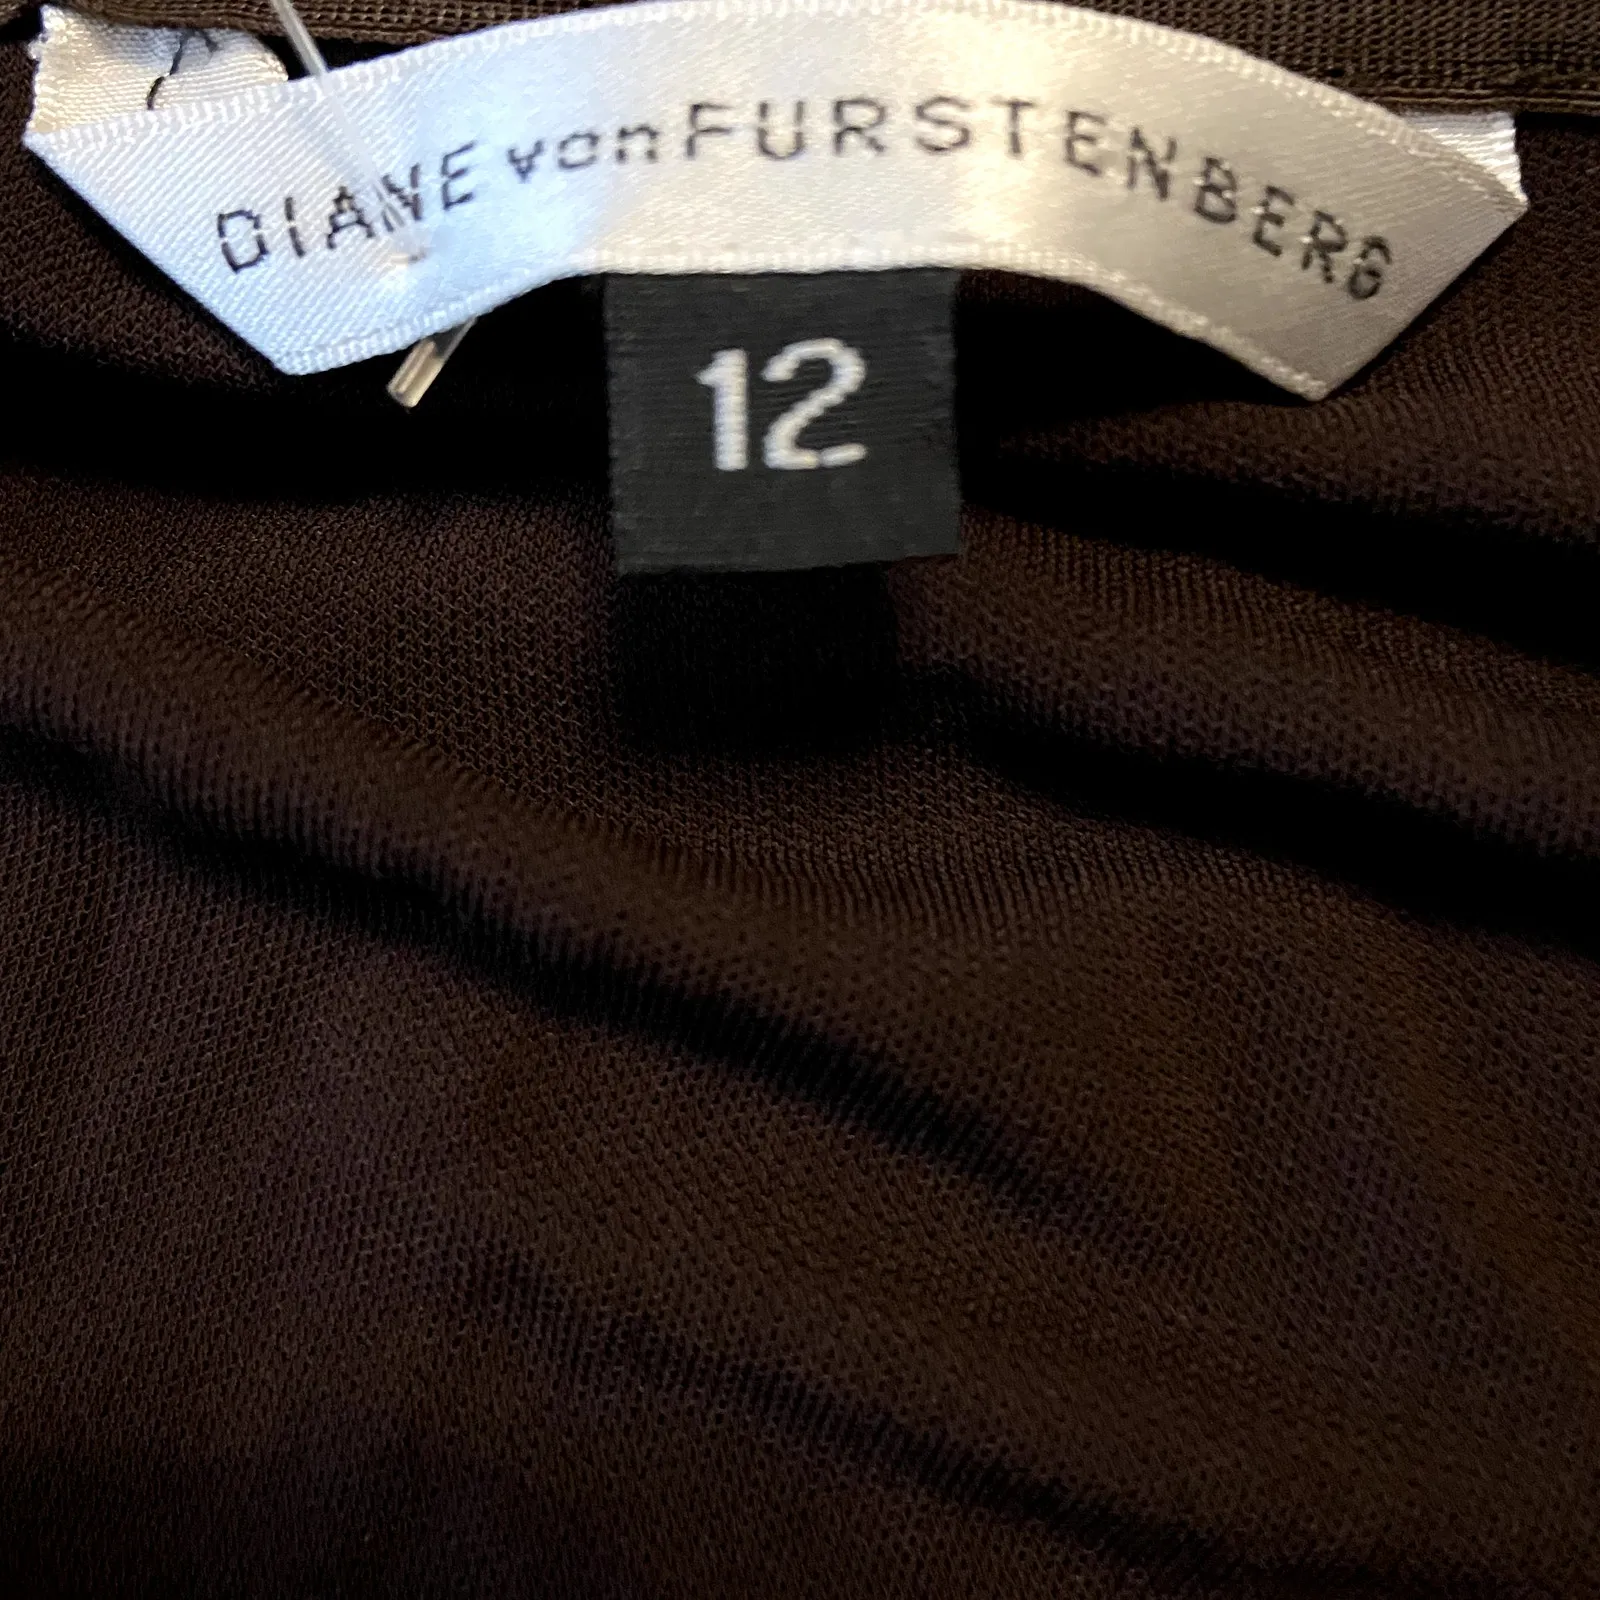 DIANE von FURSTENBERG
12